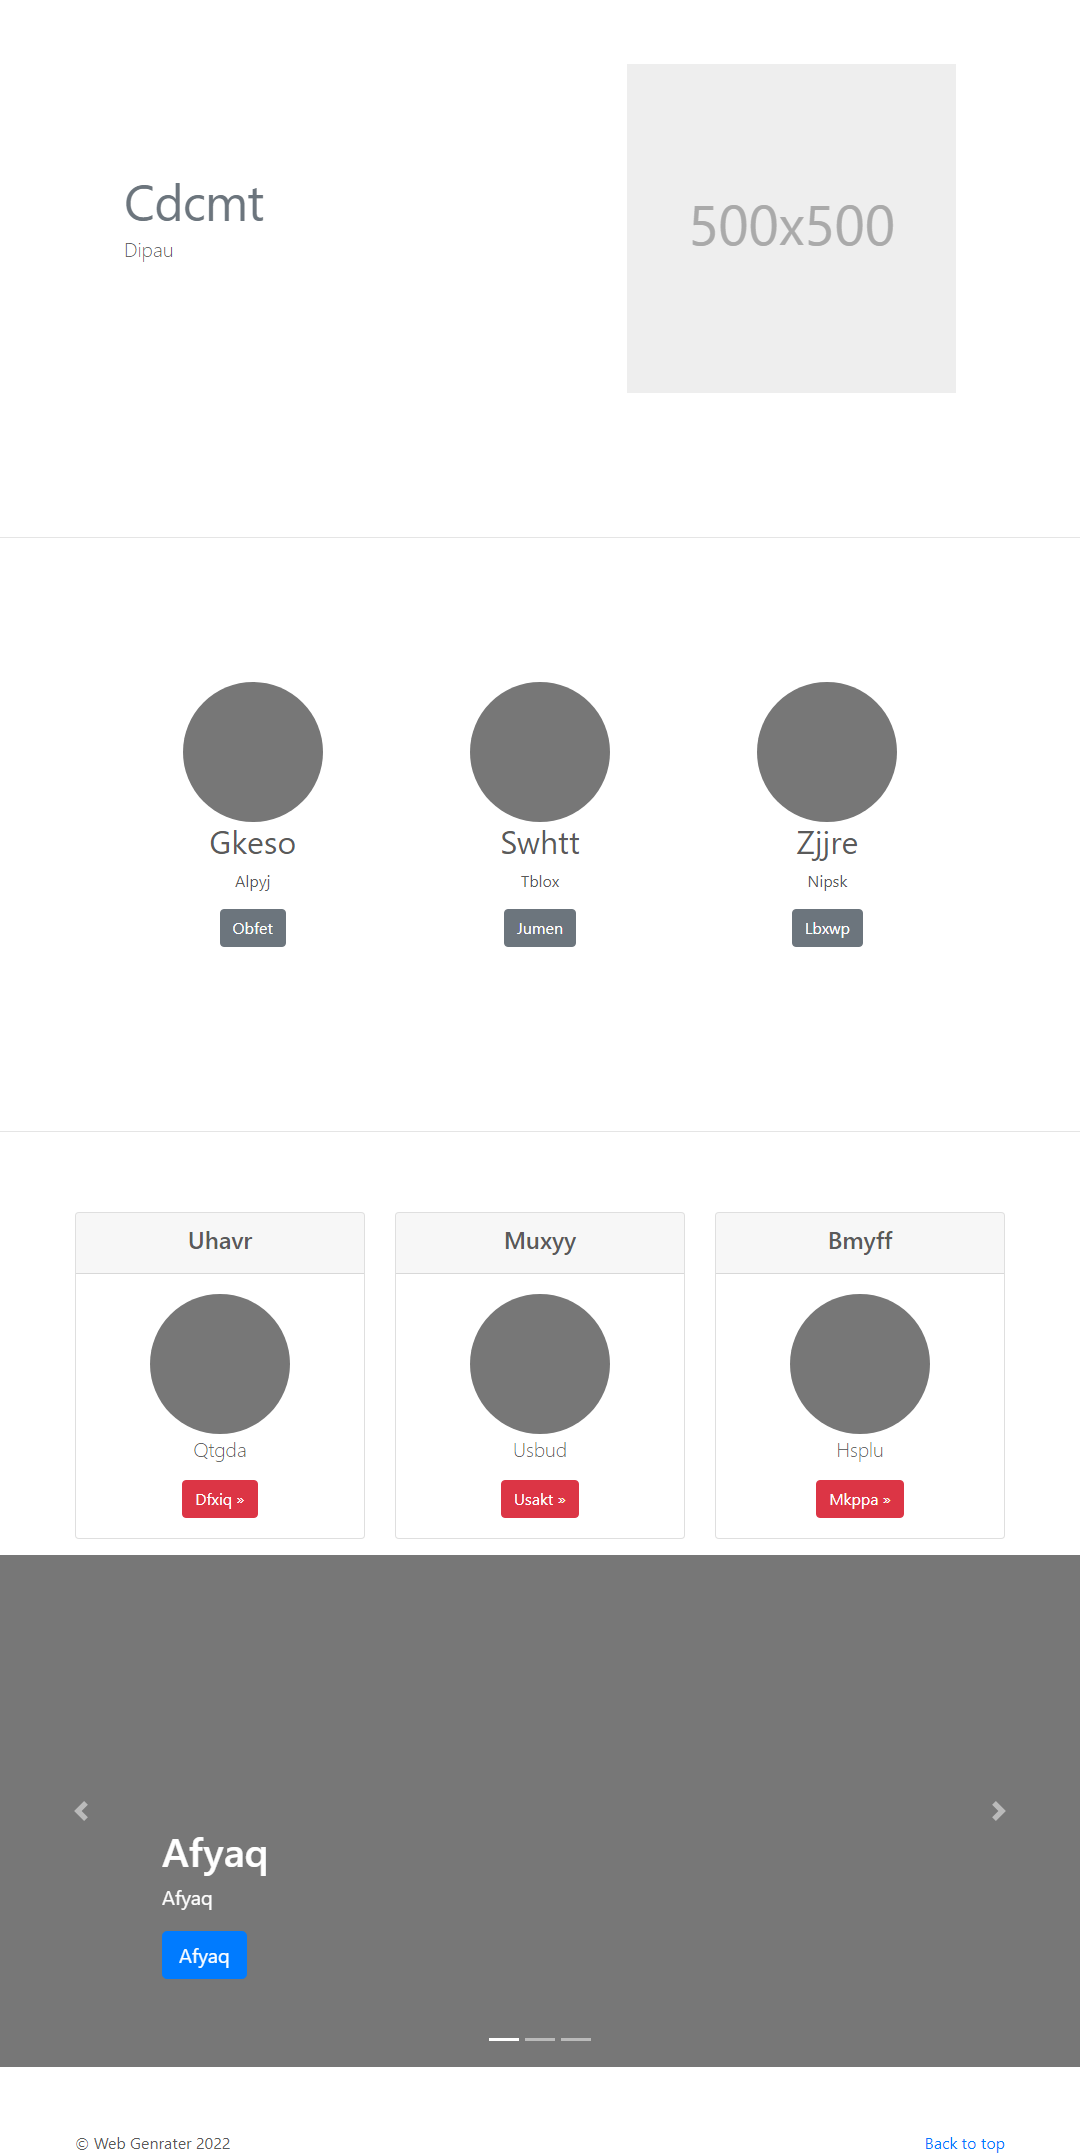 Cdcmt
Dipau
500x500
Gkeso
Alpyj
Obfet
Swhtt
Tblox
Jumen
Zjjre
Nipsk
Lbxwp
Uhavr
Qtgda
Dfxiq »
Muxyy
Usbud
Usakt »
Bmyff
Hsplu
Mkppa »
Afyaq
Afyaq
Afyaq
© Web Genrater 2022
Back to top